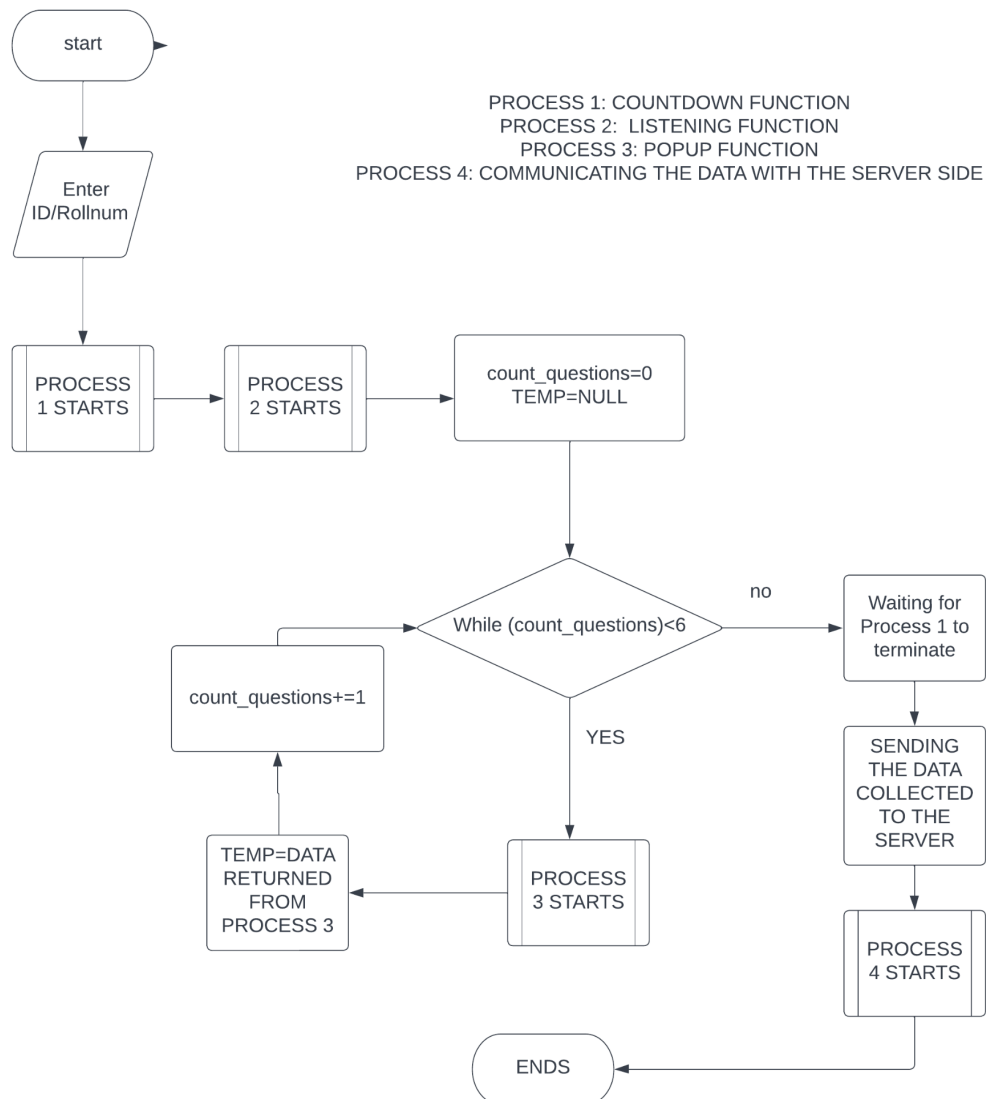 start
PROCESS 1: COUNTDOWN FUNCTION
PROCESS 2:  LISTENING FUNCTION
PROCESS 3: POPUP FUNCTION
PROCESS 4: COMMUNICATING THE DATA WITH THE SERVER SIDE
Enter
ID/Rollnum
PROCESS
1 STARTS
PROCESS
2 STARTS
count_questions=0
TEMP=NULL
While (count_questions)<6
no
Waiting for
Process 1 to
terminate
count_questions+=1
YES
SENDING
THE DATA
COLLECTED
TO THE
SERVER
TEMP=DATA
RETURNED
FROM
PROCESS 3
PROCESS
3 STARTS
PROCESS
4 STARTS
ENDS